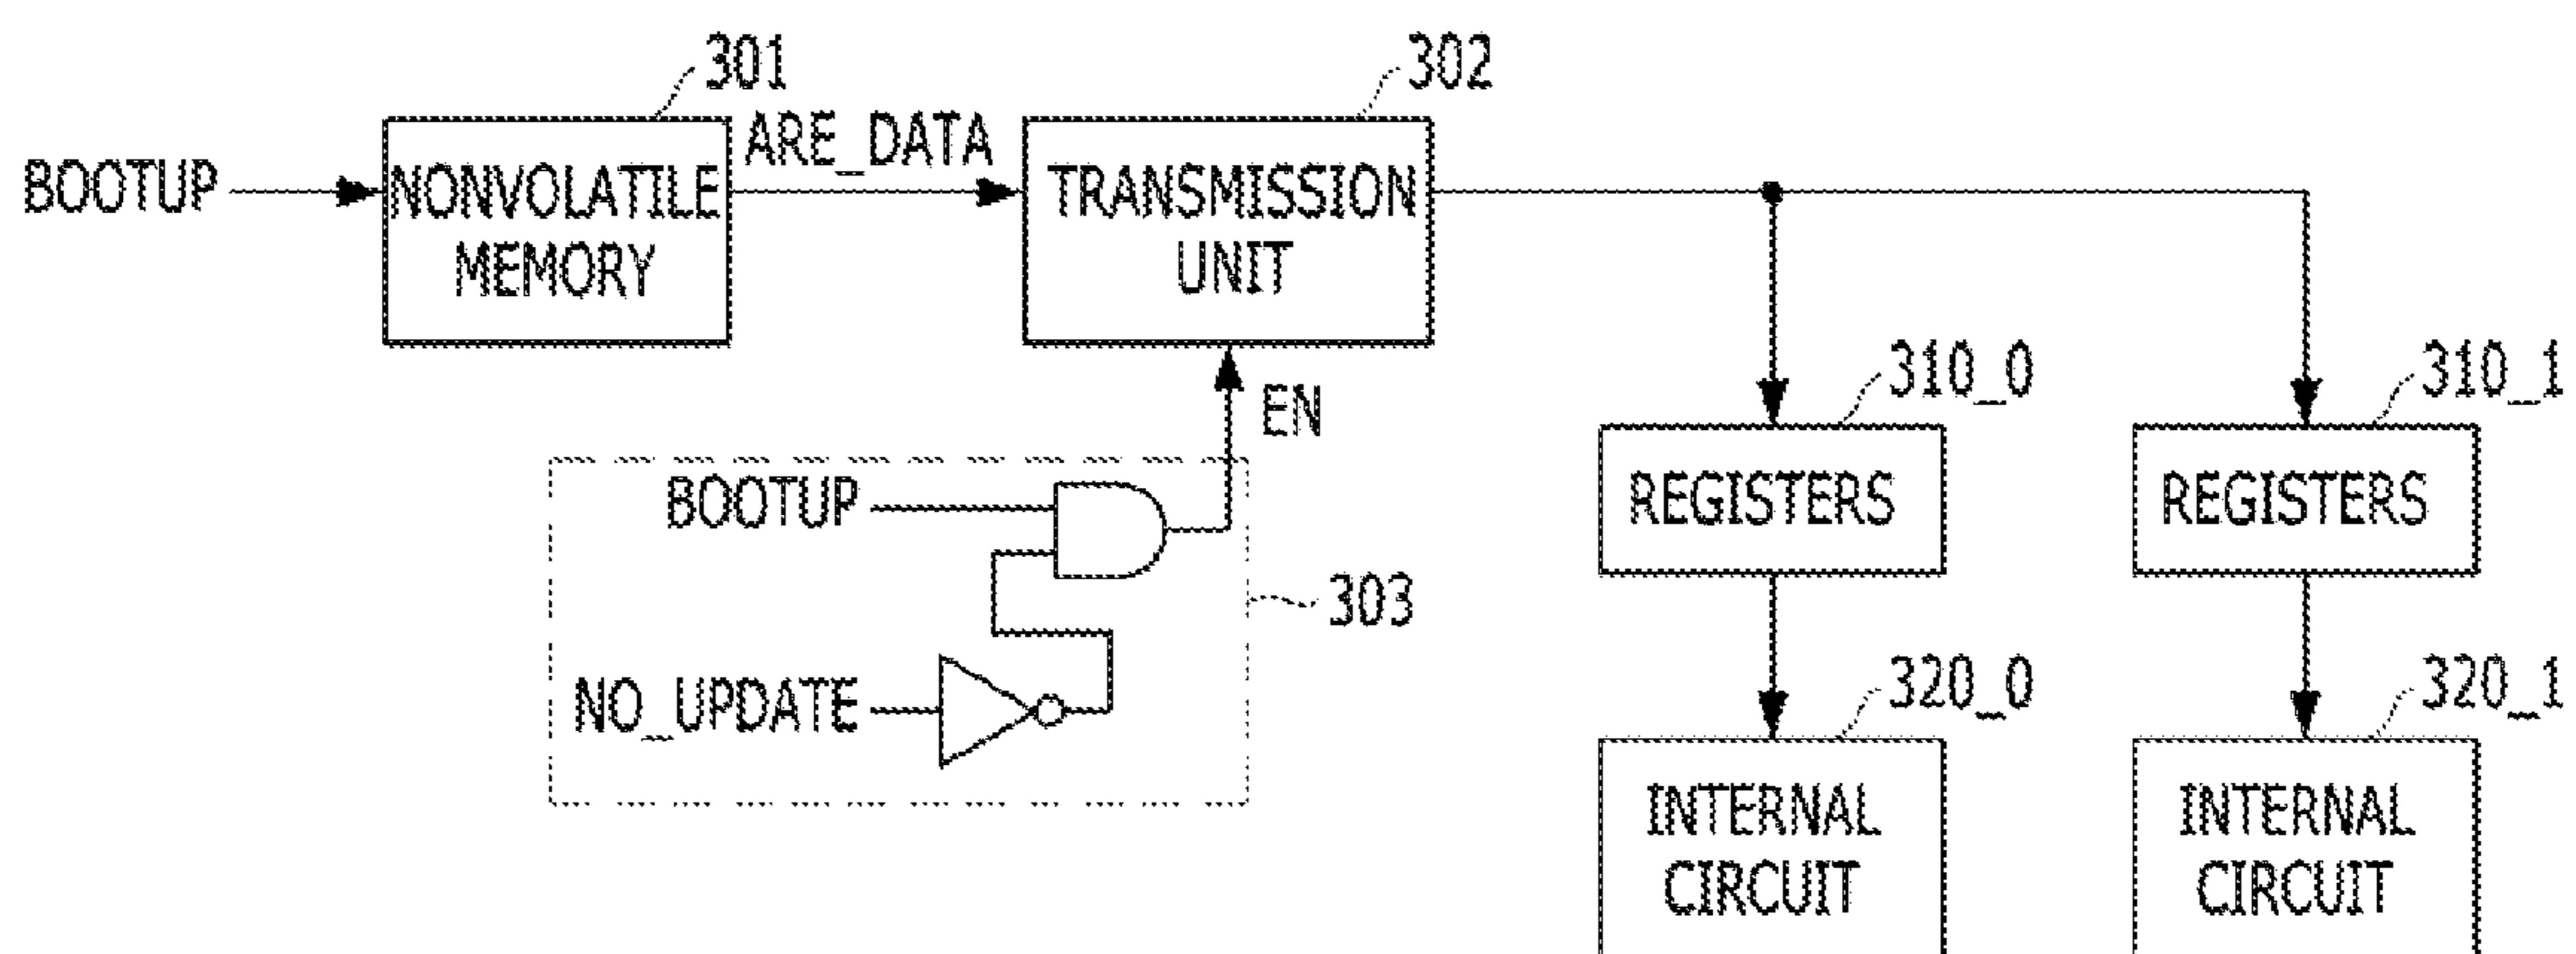 301
302
ARE_DATA
BOOTUP
NONVOLATILE
MEMORY
TRANSMISSION
UNIT
310_0
310_1
EN
BOOTUP
REGISTERS
REGISTERS
303
NO_UPDATE
320_0
320_1
INTERNAL
CIRCUIT
INTERNAL
CIRCUIT